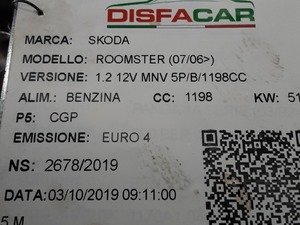 DISFACAR
MARCA: SKODA
MODELLO: ROOMSTER (07/06>)
VERSIONE: 1.2 12V MNV 5P/B/1198CC
ALIM.: BENZINA CC: 1198 KW: 51
P5: CGP
EMISSIONE: EURO 4
NS: 2678/2019
DATA: 03/10/2019 09:11:00
5 M